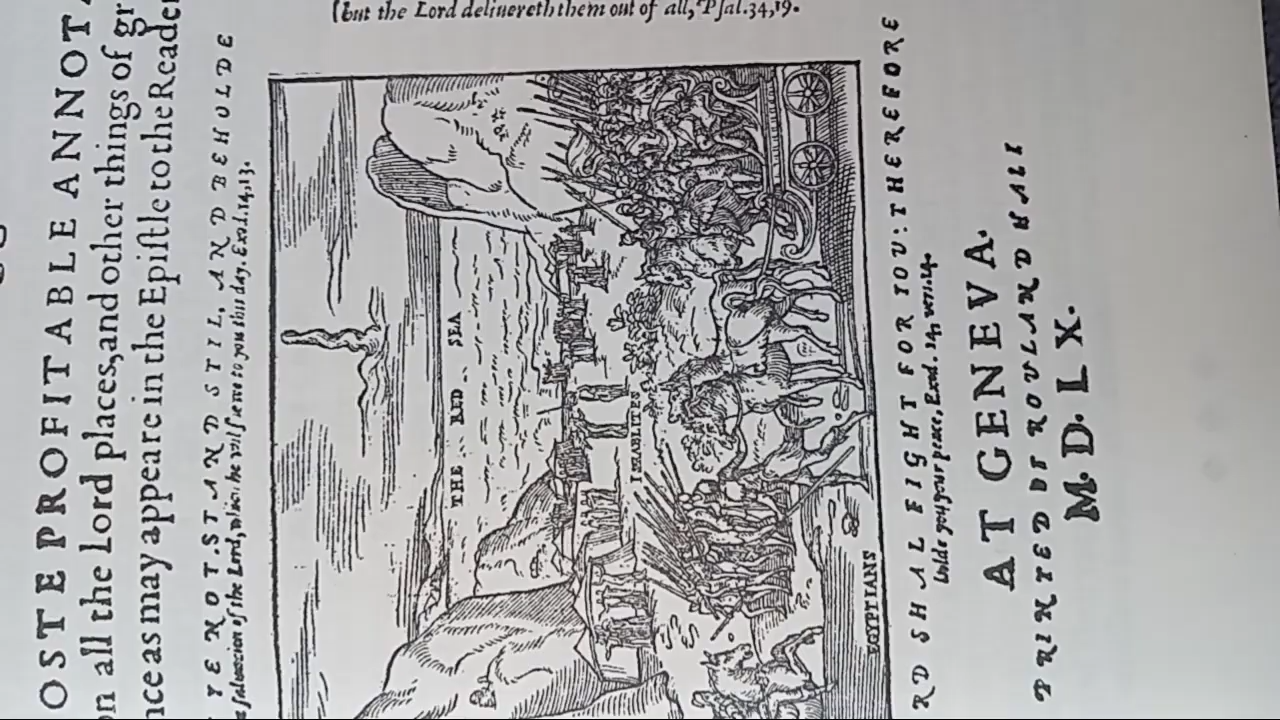 OSTE PROFITABLE ANNOT
on all the Lord places, and other things of gr
nce as may appeare in the Epiſtle to the Reader
YE NOT. STAND STIL, AND BEHOLDE
ſaluacion of the Lord, which he wil ſhewe to you this day, Exod.14,13.
(but the Lord deliuereth them out of all, Pſal.34,19.
THE RED SEA
ISRAELITES
EGYPTIANS
RD SHAL FIGHT FOR YOU: THEREFORE
holde you your peace, Exod. 14, verſ.14.
AT GENEVA.
PRINTED BY ROVLAND HALL
M.D.LX.